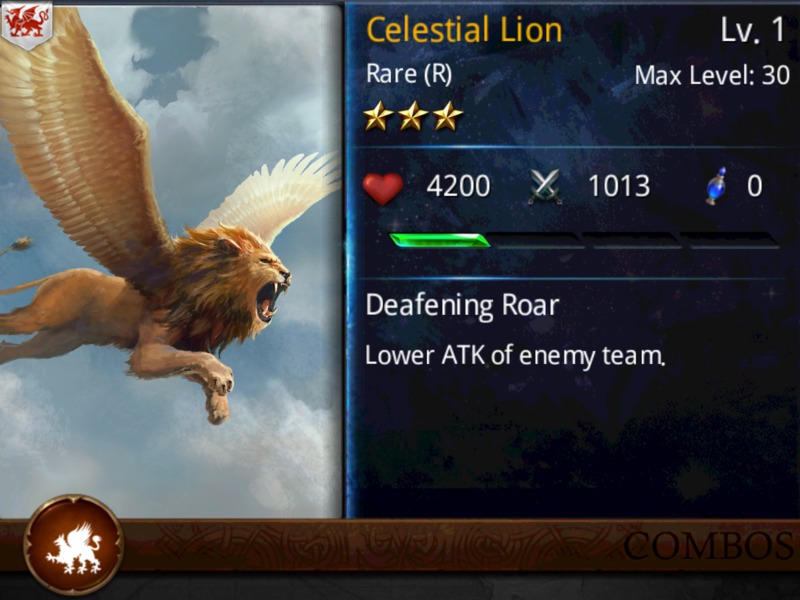 Celestial Lion
Lv. 1
Rare (R)
Max Level: 30
4200
1013
0
Deafening Roar
Lower ATK of enemy team.
COMBOS